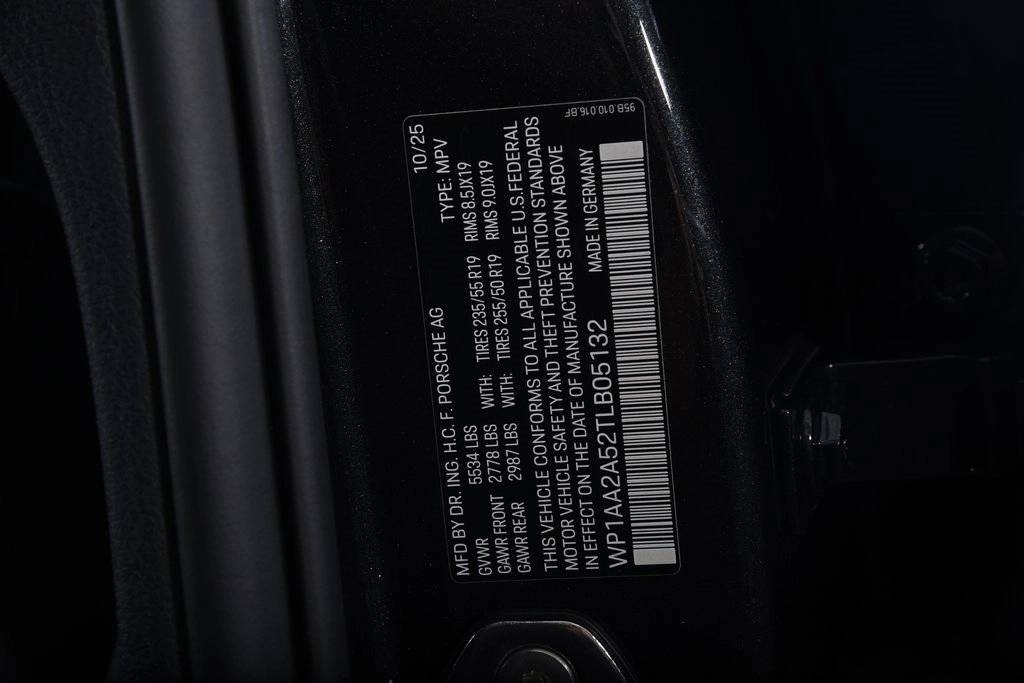 MFD BY DR. ING. H.C. F. PORSCHE AG 10/25
GVWR 5534 LBS TYPE: MPV
GAWR FRONT 2778 LBS WITH: TIRES 235/55 R19 RIMS 8.5JX19
GAWR REAR 2987 LBS WITH: TIRES 255/50 R19 RIMS 9.0JX19
THIS VEHICLE CONFORMS TO ALL APPLICABLE U.S. FEDERAL
MOTOR VEHICLE SAFETY AND THEFT PREVENTION STANDARDS
IN EFFECT ON THE DATE OF MANUFACTURE SHOWN ABOVE
WP1AA2A52TLB05132 MADE IN GERMANY
95B.010.016.BF